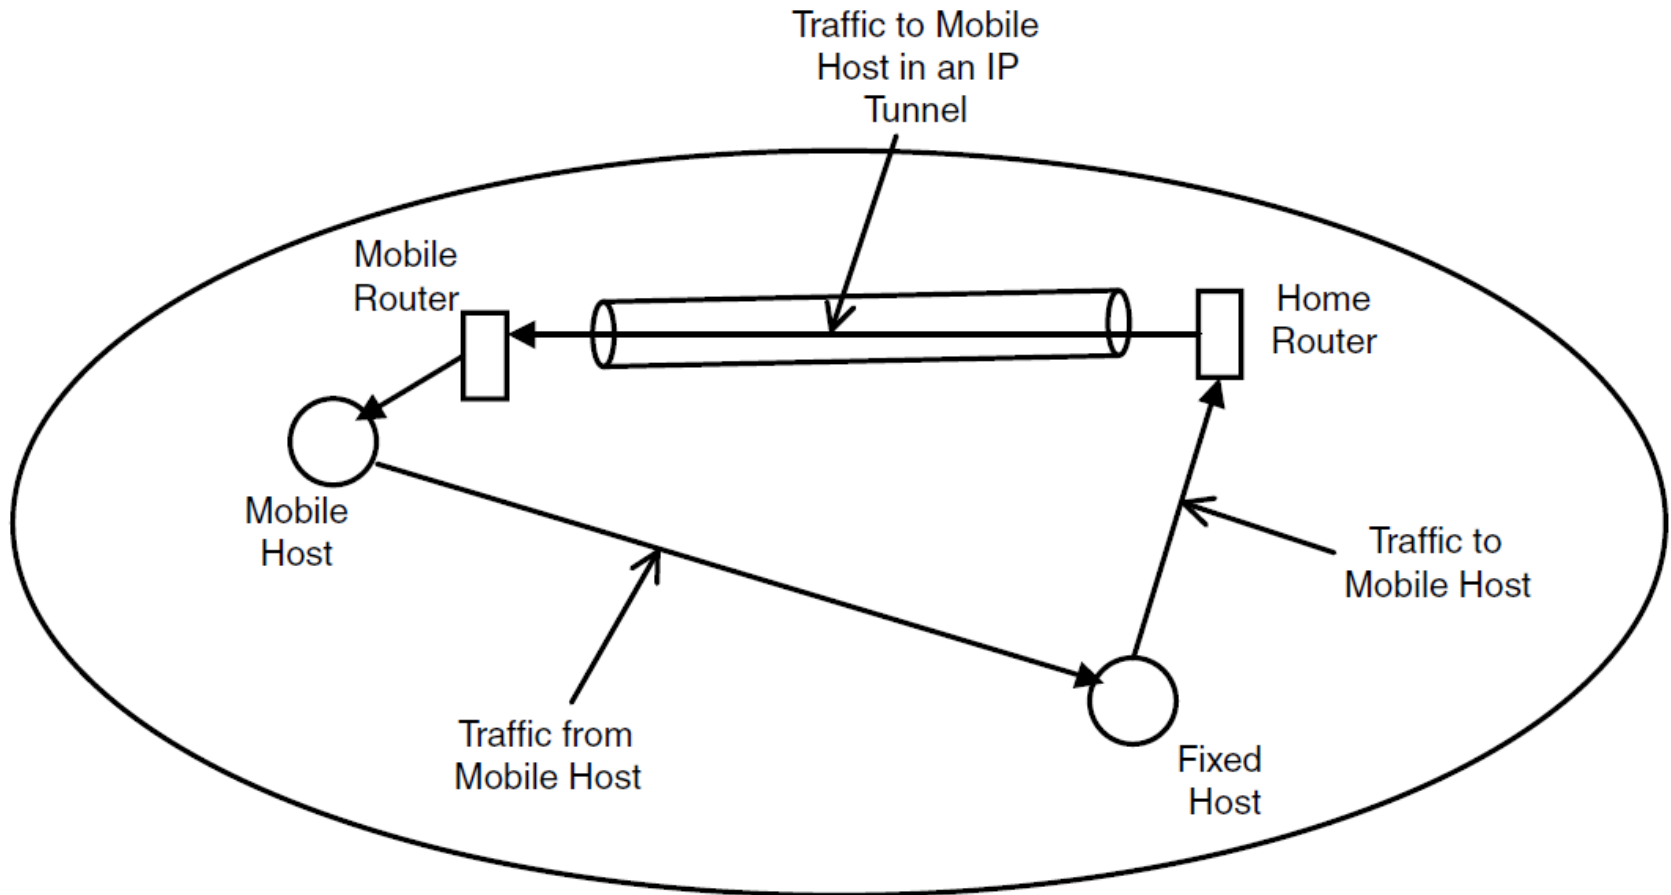 Traffic to Mobile
Host in an IP
Tunnel
Mobile
Router
Home
Router
Mobile
Host
Traffic to
Mobile Host
Traffic from
Mobile Host
Fixed
Host